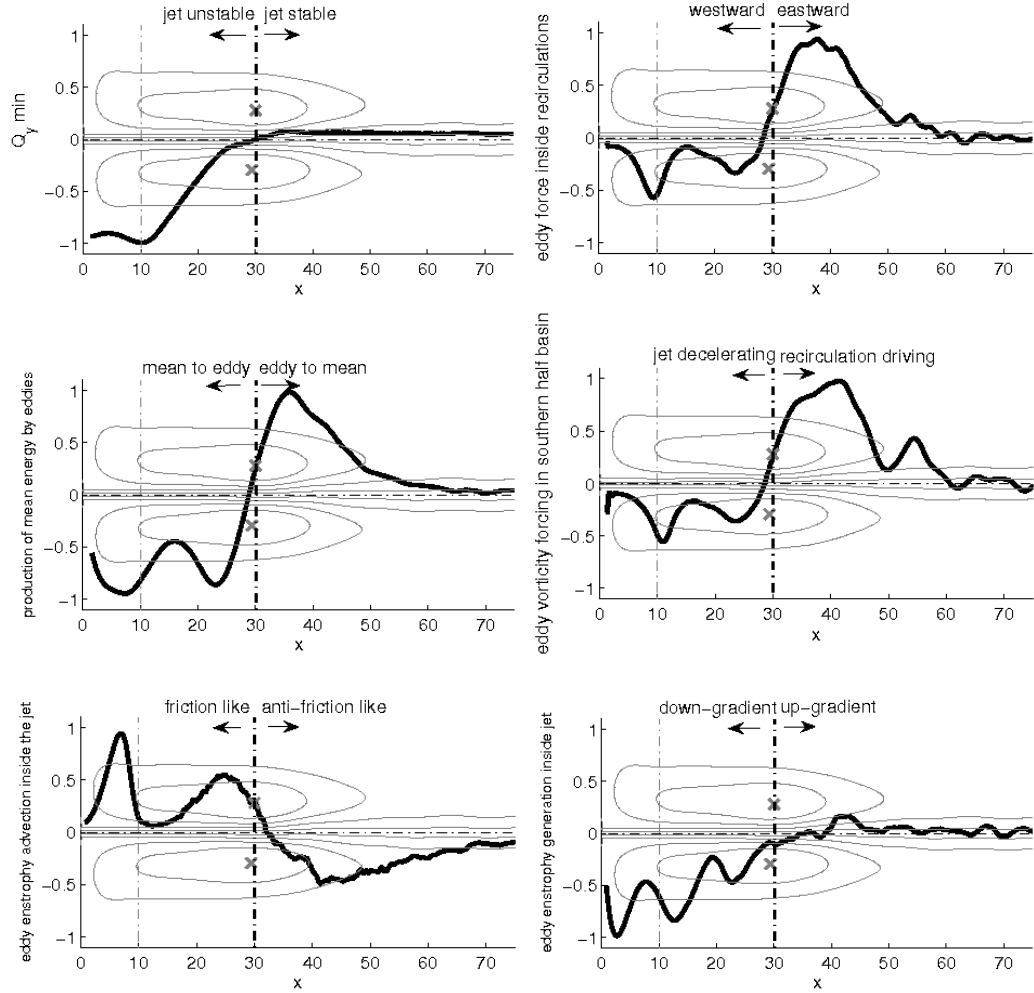 jet unstable jet stable
Q_y min
1
0.5
0
−0.5
−1
0 10 20 30 40 50 60 70
x
westward eastward
eddy force inside recirculations
1
0.5
0
−0.5
−1
0 10 20 30 40 50 60 70
x
mean to eddy eddy to mean
production of mean energy by eddies
1
0.5
0
−0.5
−1
0 10 20 30 40 50 60 70
x
jet decelerating recirculation driving
eddy vorticity forcing in southern half basin
1
0.5
0
−0.5
−1
0 10 20 30 40 50 60 70
x
friction like anti−friction like
eddy enstrophy advection inside the jet
1
0.5
0
−0.5
−1
0 10 20 30 40 50 60 70
x
down-gradient up-gradient
eddy enstrophy generation inside jet
1
0.5
0
−0.5
−1
0 10 20 30 40 50 60 70
x